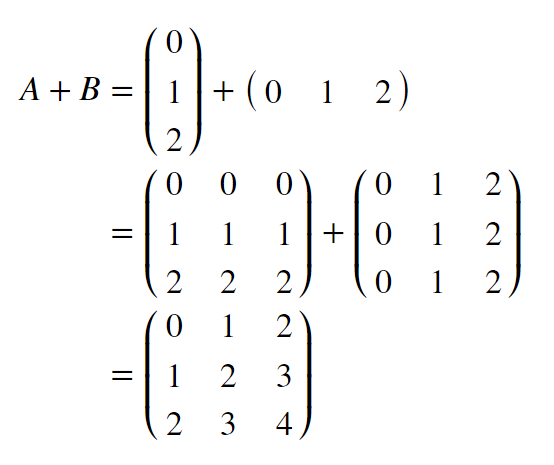 0
A + B = ( 1 ) + ( 0 1 2 )
2
0 0 0 0 1 2
= ( 1 1 1 ) + ( 0 1 2 )
2 2 2 0 1 2
0 1 2
= ( 1 2 3 )
2 3 4